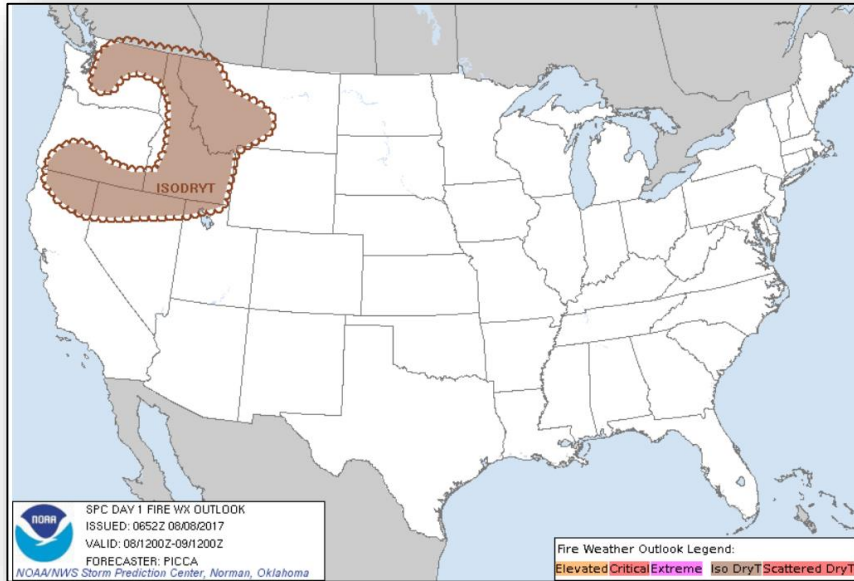 ISODRYT
NOAA
SPC DAY 1 FIRE WX OUTLOOK
ISSUED: 0652Z 08/08/2017
VALID: 08/1200Z-09/1200Z
FORECASTER: PICCA
NOAA/NWS Storm Prediction Center, Norman, Oklahoma
Fire Weather Outlook Legend:
Elevated Critical Extreme Iso DryT Scattered DryT